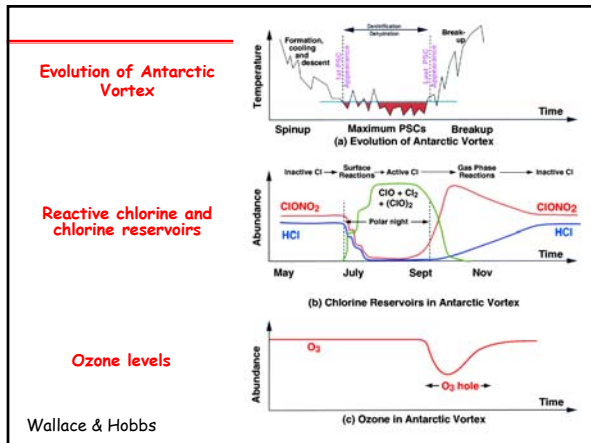 Evolution of Antarctic
Vortex
Temperature
Formation,
cooling
and
descent
Denitrification
Dehydration
1st PSC
Appearance
Last PSC
Appearance
Break-
up
Time
Spinup
Maximum PSCs
Breakup
(a) Evolution of Antarctic Vortex
Reactive chlorine and
chlorine reservoirs
Abundance
Inactive Cl
Surface
Reactions
Active Cl
Gas Phase
Reactions
Inactive Cl
ClONO2
HCl
ClO + Cl2
+ (ClO)2
Polar night
ClONO2
HCl
Time
May
July
Sept
Nov
(b) Chlorine Reservoirs in Antarctic Vortex
Ozone levels
Abundance
O3
O3 hole
Time
(c) Ozone in Antarctic Vortex
Wallace & Hobbs